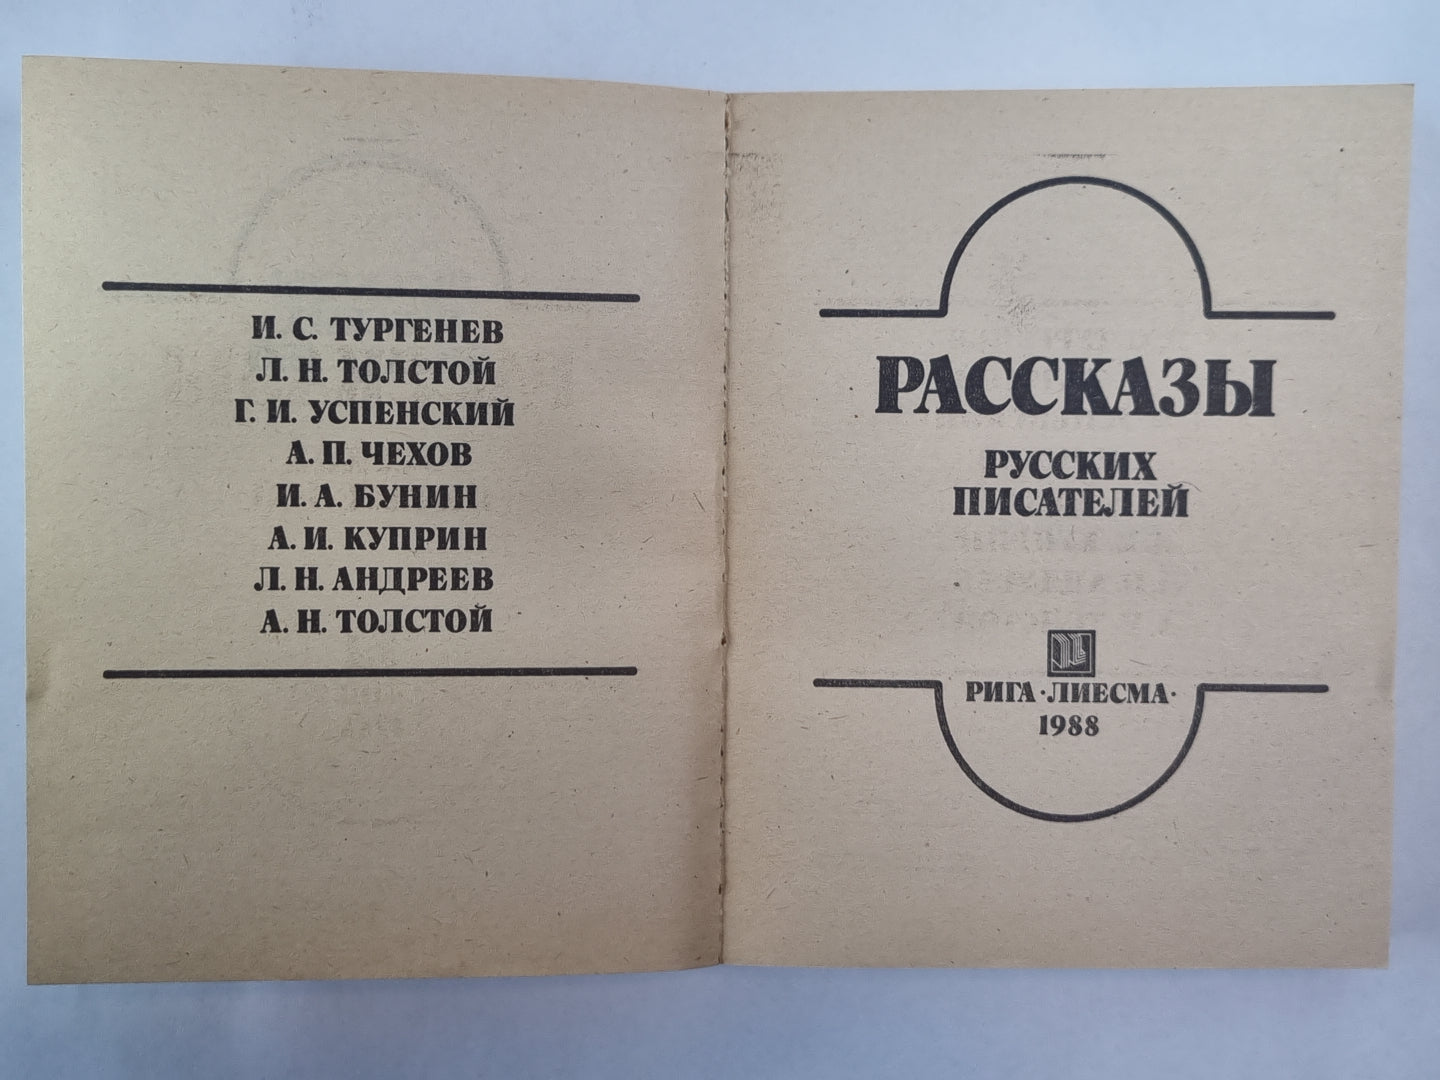 И. С. ТУРГЕНЕВ
Л. Н. ТОЛСТОЙ
Г. И. УСПЕНСКИЙ
А. П. ЧЕХОВ
И. А. БУНИН
А. И. КУПРИН
Л. Н. АНДРЕЕВ
А. Н. ТОЛСТОЙ
РАССКАЗЫ
РУССКИХ
ПИСАТЕЛЕЙ
РИГА·ЛИЕСМА·
1988